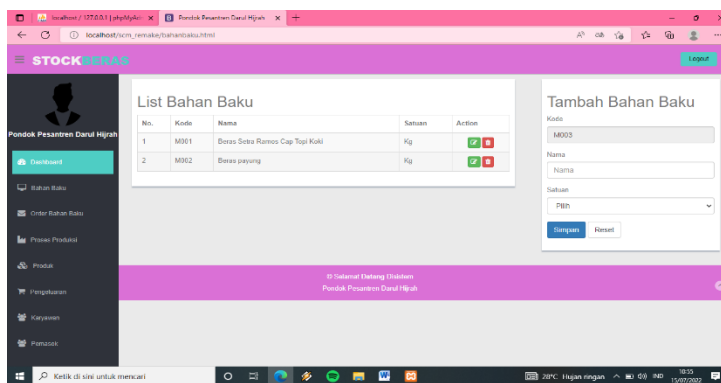 localhost / 127.0.0.1 | phpMyAd
Pondok Pesantren Darul Hijrah
localhost/scm_remake/bahanbaku.html
STOCKBERAS
Logout
Pondok Pesantren Darul Hijrah
Dashboard
Bahan Baku
Order Bahan Baku
Proses Produksi
Produk
Pengeluaran
Karyawan
Pemasok
List Bahan Baku
No. Kode Nama Satuan Action
1 M001 Beras Setra Ramos Cap Topi Koki Kg
2 M002 Beras payung Kg
Tambah Bahan Baku
Kode
M003
Nama
Nama
Satuan
Pilih
Simpan Reset
© Selamat Datang Disistem
Pondok Pesantren Darul Hijrah
Ketik di sini untuk mencari
28°C Hujan ringan
IND
10:55
15/07/2022